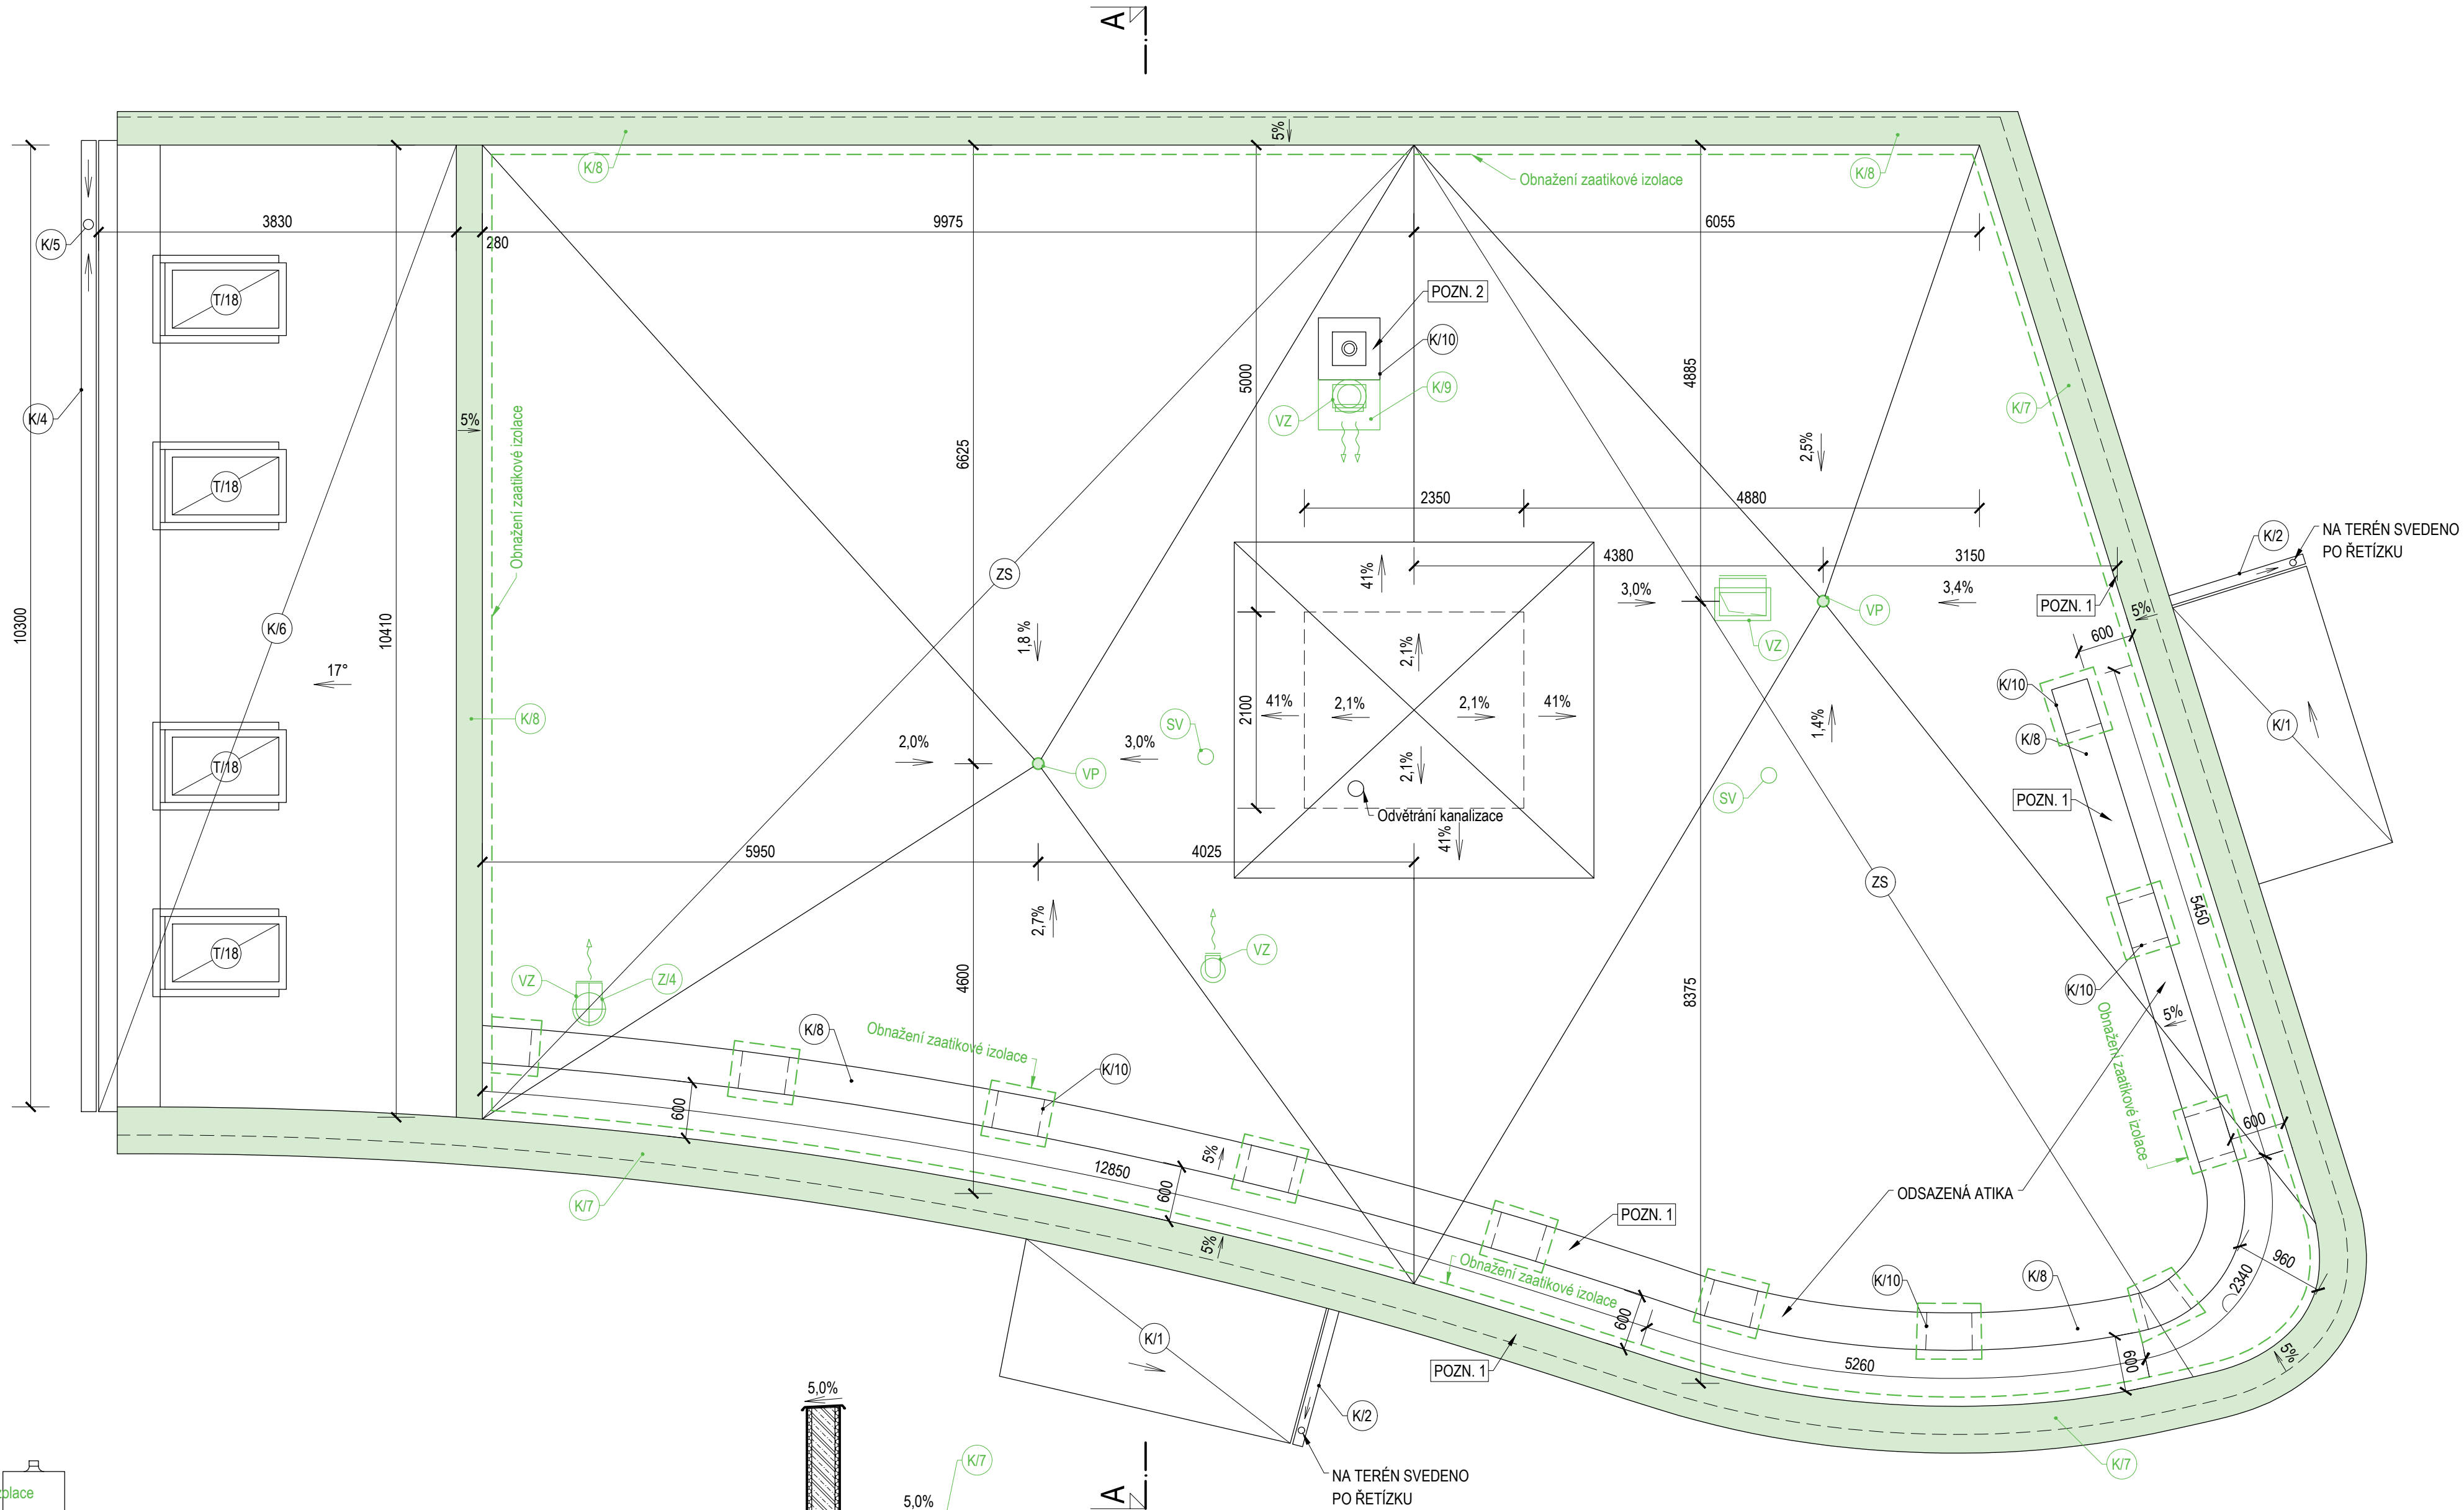 A
5%
K/8
K/8
Obnažení zaatikové izolace
3830
280
9975
6055
K/5
T/18
POZN. 2
K/10
K/9
VZ
5000
4885
K/7
K/4
5%
Obnažení zaatikové izolace
6625
2,5%
T/18
2350
4880
K/2
NA TERÉN SVEDENO
PO ŘETÍZKU
ZS
4380
3150
41%
3,0%
3,4%
VP
POZN. 1
5%
600
10300
K/6
10410
1,8 %
VZ
2,1%
17°
K/8
2100
41%
2,1%
2,1%
41%
K/10
SV
1,4%
K/8
K/1
2,0%
3,0%
VP
2,1%
T/18
SV
POZN. 1
Odvětrání kanalizace
41%
5950
4025
ZS
5450
2,7%
VZ
T/18
VZ
Z/4
4600
8375
K/10
5%
Obnažení zaatikové izolace
K/8
Obnažení zaatikové izolace
K/10
600
600
5%
12850
600
ODSAZENÁ ATIKA
K/7
POZN. 1
5%
Obnažení zaatikové izolace
960
K/10
K/8
2340
600
K/1
5260
600
5%
POZN. 1
5,0%
K/2
K/7
K/7
NA TERÉN SVEDENO
PO ŘETÍZKU
A
5,0%